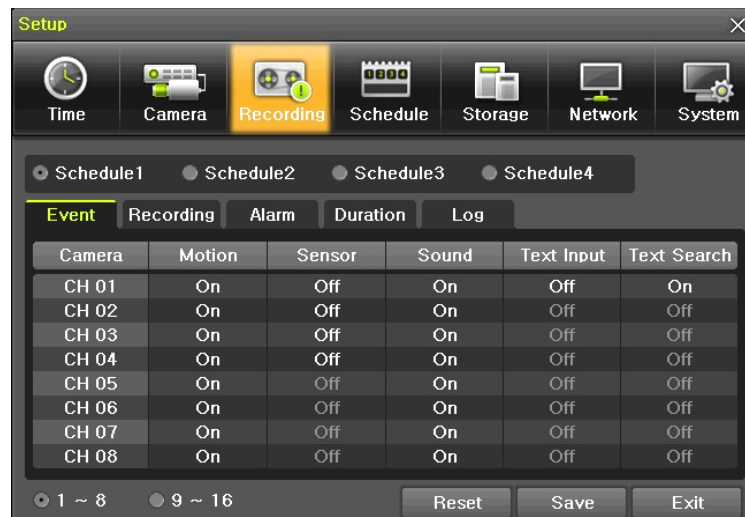 Setup
Time Camera Recording Schedule Storage Network System
Schedule1 Schedule2 Schedule3 Schedule4
Event Recording Alarm Duration Log
Camera Motion Sensor Sound Text Input Text Search
CH 01 On Off On Off On
CH 02 On Off On Off Off
CH 03 On Off On Off Off
CH 04 On Off On Off Off
CH 05 On Off On Off Off
CH 06 On Off On Off Off
CH 07 On Off On Off Off
CH 08 On Off On Off Off
1 ~ 8 9 ~ 16 Reset Save Exit